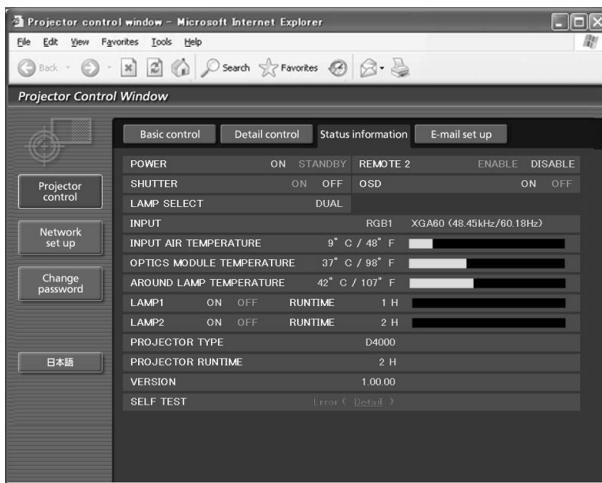 Projector control window - Microsoft Internet Explorer
File Edit View Favorites Tools Help
Back Search Favorites
Projector Control Window
Basic control Detail control Status information E-mail set up
Projector control
Network set up
Change password
日本語
POWER ON STANDBY REMOTE 2 ENABLE DISABLE
SHUTTER ON OFF OSD ON OFF
LAMP SELECT DUAL
INPUT RGB1 XGA60 (48.45kHz/60.18Hz)
INPUT AIR TEMPERATURE 9° C / 48° F
OPTICS MODULE TEMPERATURE 37° C / 98° F
AROUND LAMP TEMPERATURE 42° C / 107° F
LAMP1 ON OFF RUNTIME 1 H
LAMP2 ON OFF RUNTIME 2 H
PROJECTOR TYPE D4000
PROJECTOR RUNTIME 2 H
VERSION 1.00.00
SELF TEST Error ( Detail )